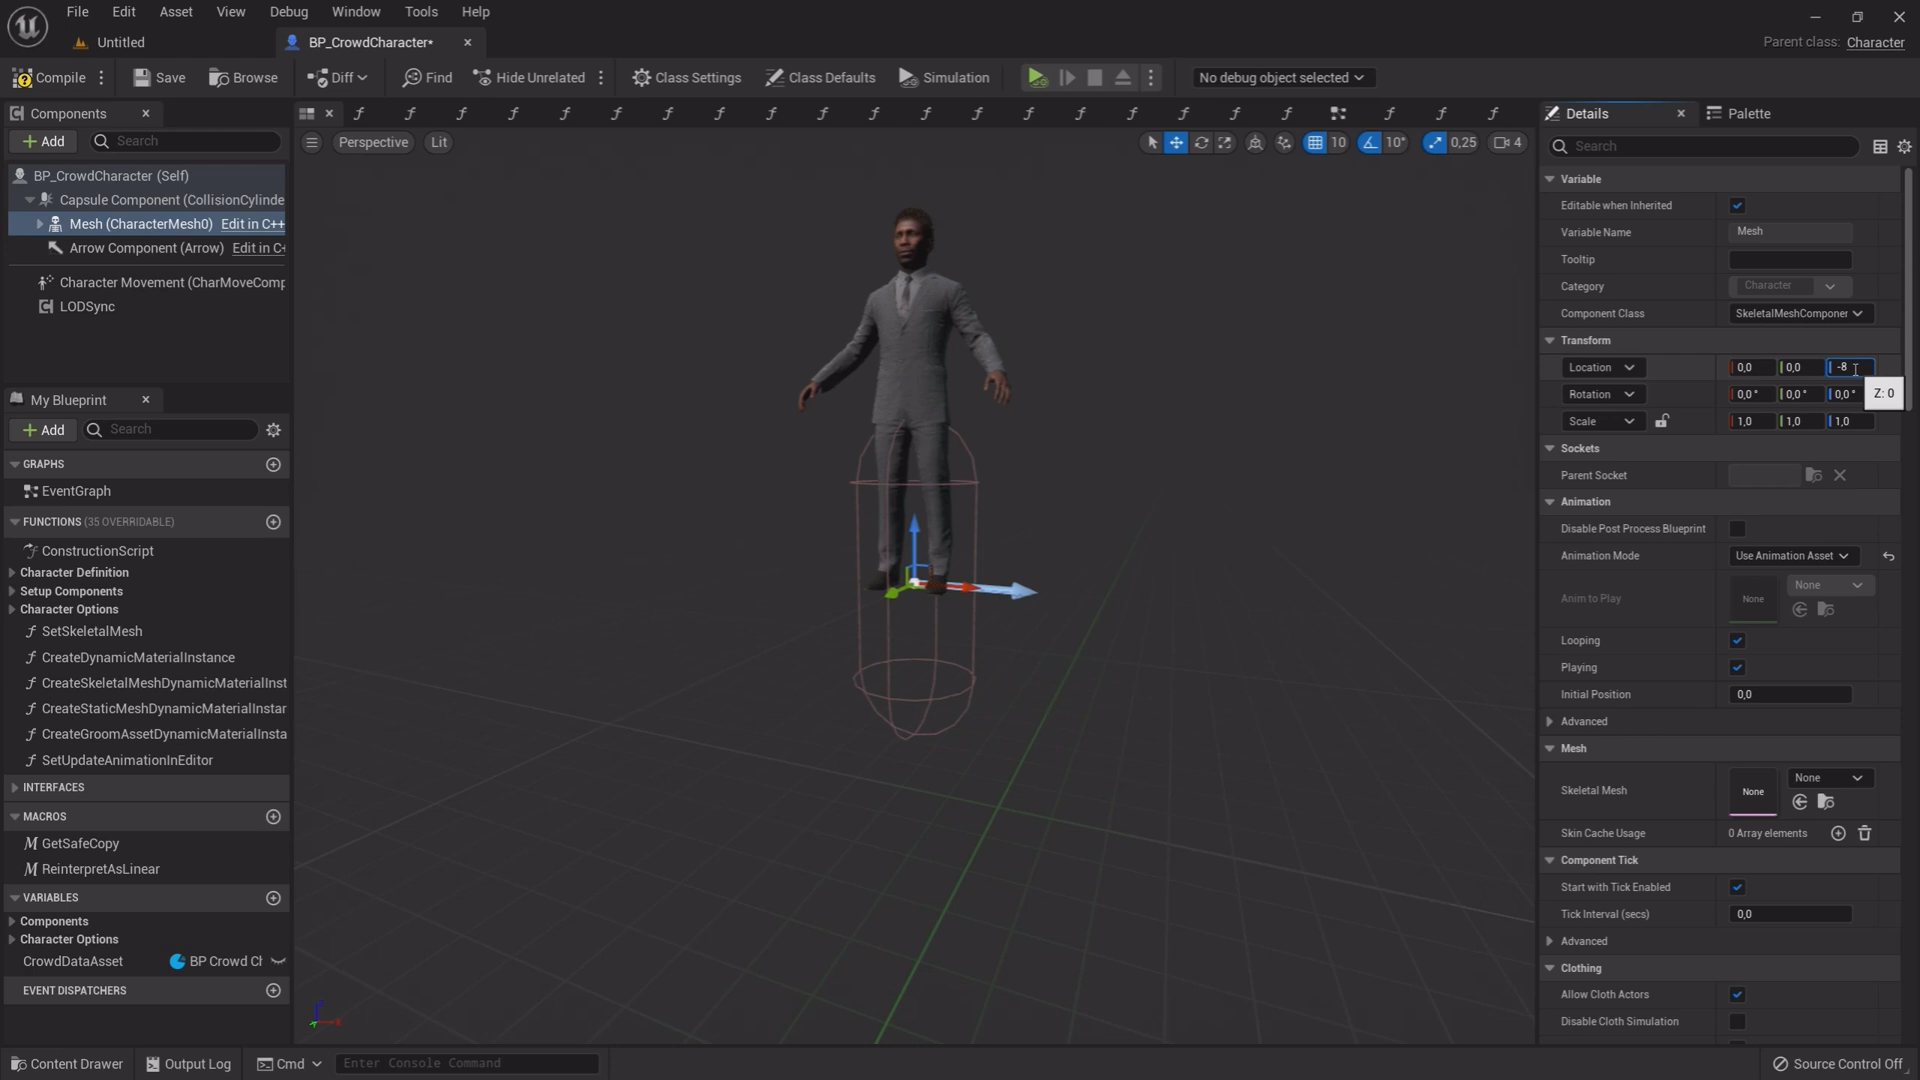 File Edit Asset View Debug Window Tools Help
Untitled
BP_CrowdCharacter*
Parent class: Character
Compile Save Browse Diff Find Hide Unrelated Class Settings Class Defaults Simulation No debug object selected
Components
Add Search
BP_CrowdCharacter (Self)
Capsule Component (CollisionCylinde
Mesh (CharacterMesh0) Edit in C++
Arrow Component (Arrow) Edit in C+
Character Movement (CharMoveComp
LODSync
My Blueprint
Add Search
GRAPHS
EventGraph
FUNCTIONS (35 OVERRIDABLE)
ConstructionScript
Character Definition
Setup Components
Character Options
SetSkeletalMesh
CreateDynamicMaterialInstance
CreateSkeletalMeshDynamicMaterialInst
CreateStaticMeshDynamicMaterialInstar
CreateGroomAssetDynamicMaterialInsta
SetUpdateAnimationInEditor
INTERFACES
MACROS
GetSafeCopy
ReinterpretAsLinear
VARIABLES
Components
Character Options
CrowdDataAsset BP Crowd Cl
EVENT DISPATCHERS
Perspective Lit 10 10° 0,25 4
Details Palette
Search
Variable
Editable when Inherited
Variable Name Mesh
Tooltip
Category Character
Component Class SkeletalMeshComponer
Transform
Location 0,0 0,0 -8
Z: 0
Rotation 0,0° 0,0° 0,0°
Scale 1,0 1,0 1,0
Sockets
Parent Socket
Animation
Disable Post Process Blueprint
Animation Mode Use Animation Asset
Anim to Play None None
Looping
Playing
Initial Position 0,0
Advanced
Mesh
Skeletal Mesh None None
Skin Cache Usage 0 Array elements
Component Tick
Start with Tick Enabled
Tick Interval (secs) 0,0
Advanced
Clothing
Allow Cloth Actors
Disable Cloth Simulation
Content Drawer Output Log Cmd Enter Console Command Source Control Off